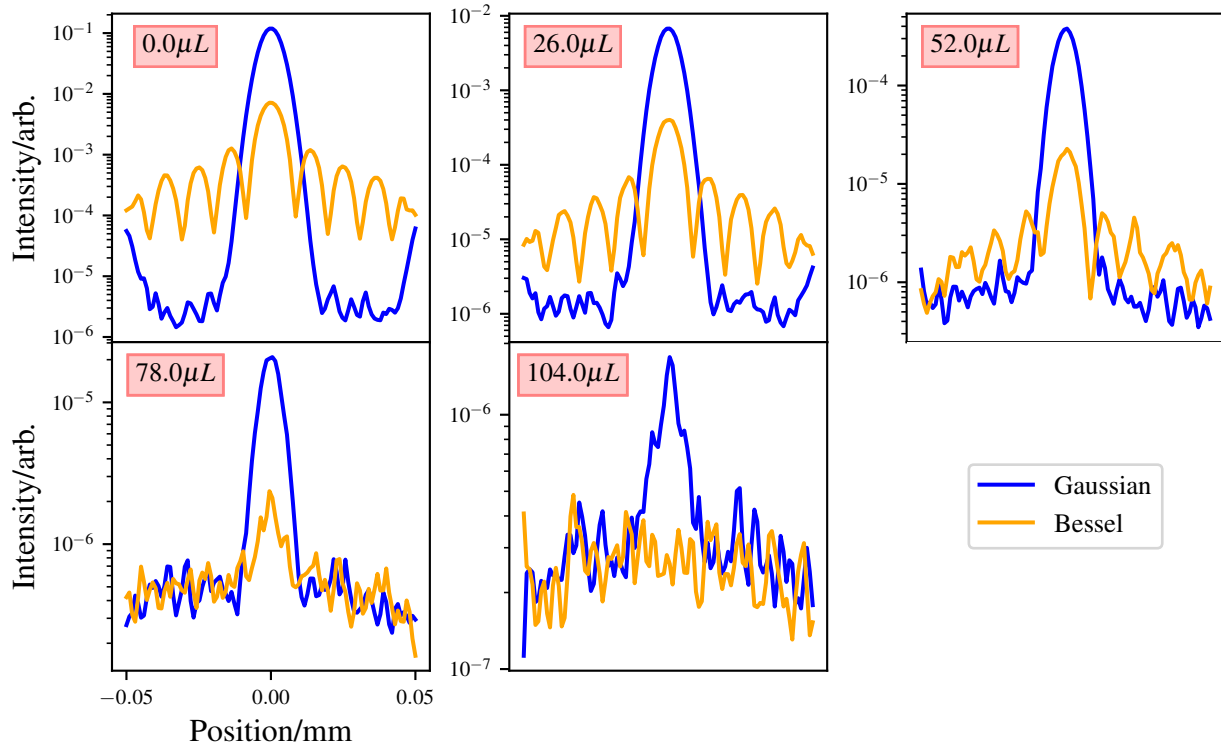 0.0μL
26.0μL
52.0μL
Intensity/arb.
10⁻¹
10⁻²
10⁻³
10⁻⁴
10⁻⁵
10⁻⁶
10⁻²
10⁻³
10⁻⁴
10⁻⁵
10⁻⁶
10⁻⁴
10⁻⁵
10⁻⁶
78.0μL
104.0μL
Intensity/arb.
10⁻⁵
10⁻⁶
10⁻⁶
10⁻⁷
Gaussian
Bessel
−0.05
0.00
0.05
Position/mm